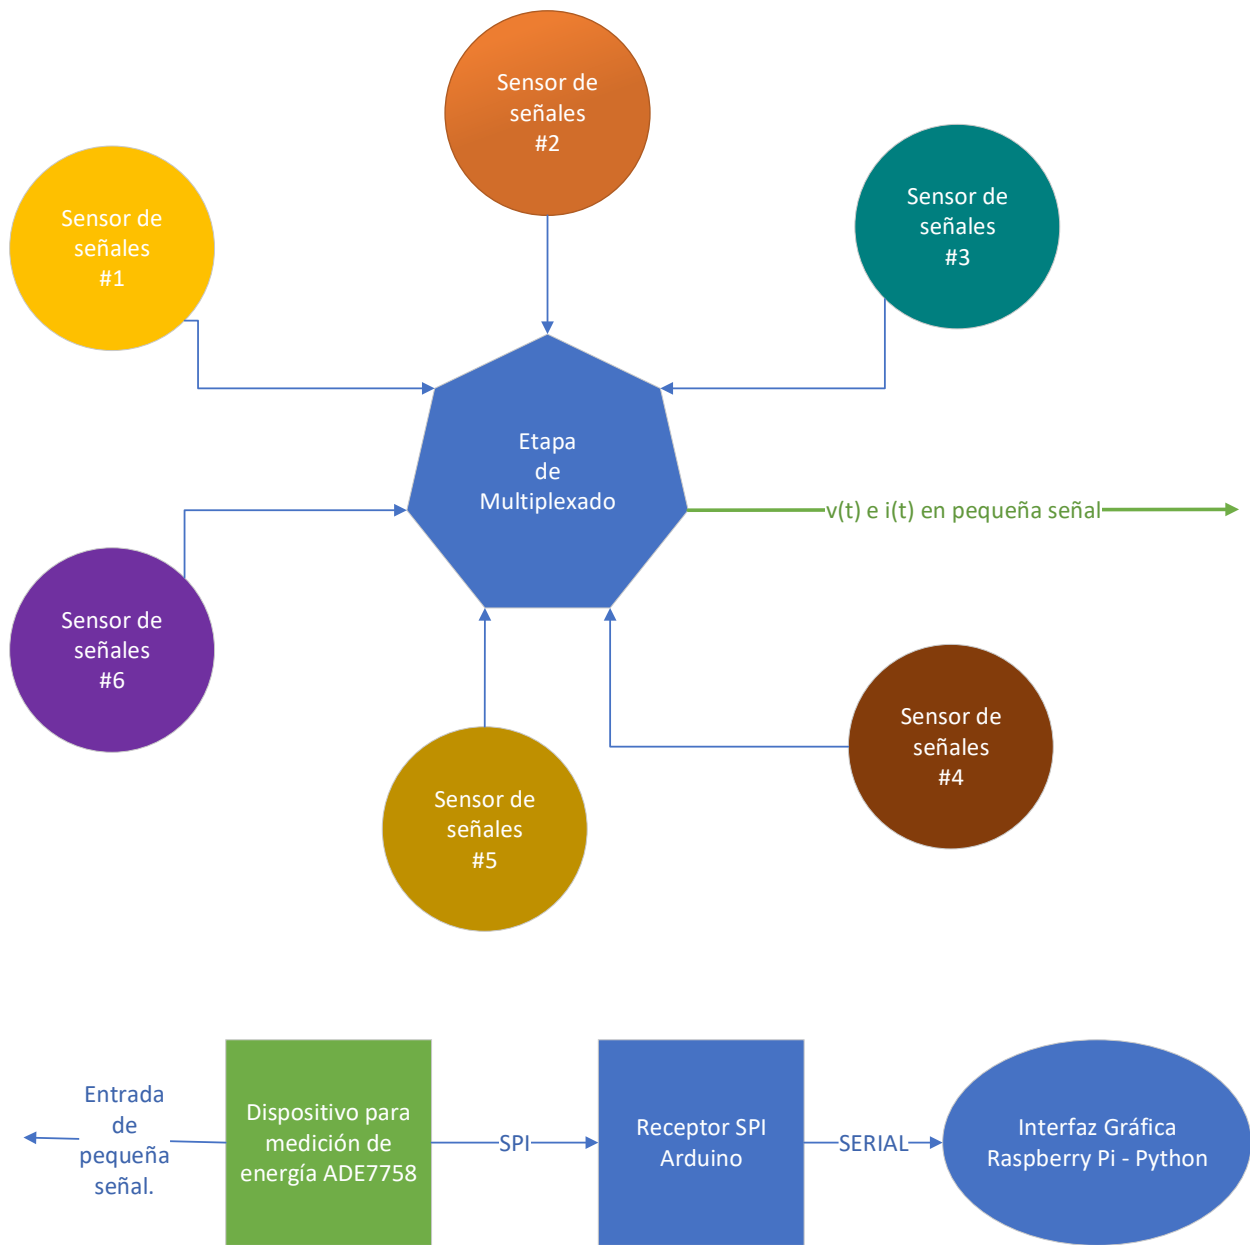 Sensor de
señales
#2
Sensor de
señales
#1
Sensor de
señales
#3
Etapa
de
Multiplexado
v(t) e i(t) en pequeña señal
Sensor de
señales
#6
Sensor de
señales
#4
Sensor de
señales
#5
Entrada
de
pequeña
señal.
Dispositivo para
medición de
energía ADE7758
SPI
Receptor SPI
Arduino
SERIAL
Interfaz Gráfica
Raspberry Pi - Python